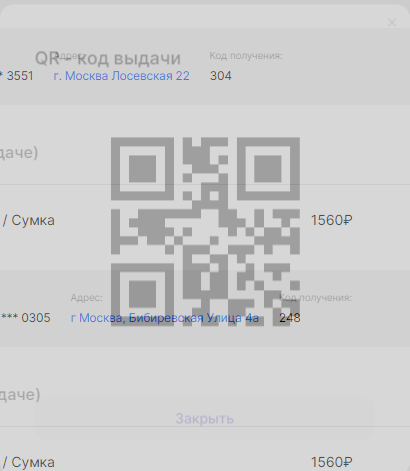 QR - код выдачи
Адрес: Код получения:
* 3551 г. Москва Лосевская 22 304
даче)
/ Сумка 1560₽
Адрес: Код получения:
*** 0305 г Москва, Бибиревская Улица 4а 248
даче)
Закрыть
/ Сумка 1560₽